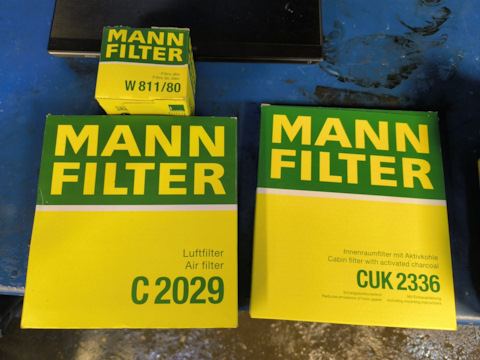 MANN
FILTER
W 811/80
MANN
FILTER
Luftfilter
Air filter
C 2029
MANN
FILTER
Innenraumfilter mit Aktivkohle
Cabin filter with activated charcoal
CUK 2336